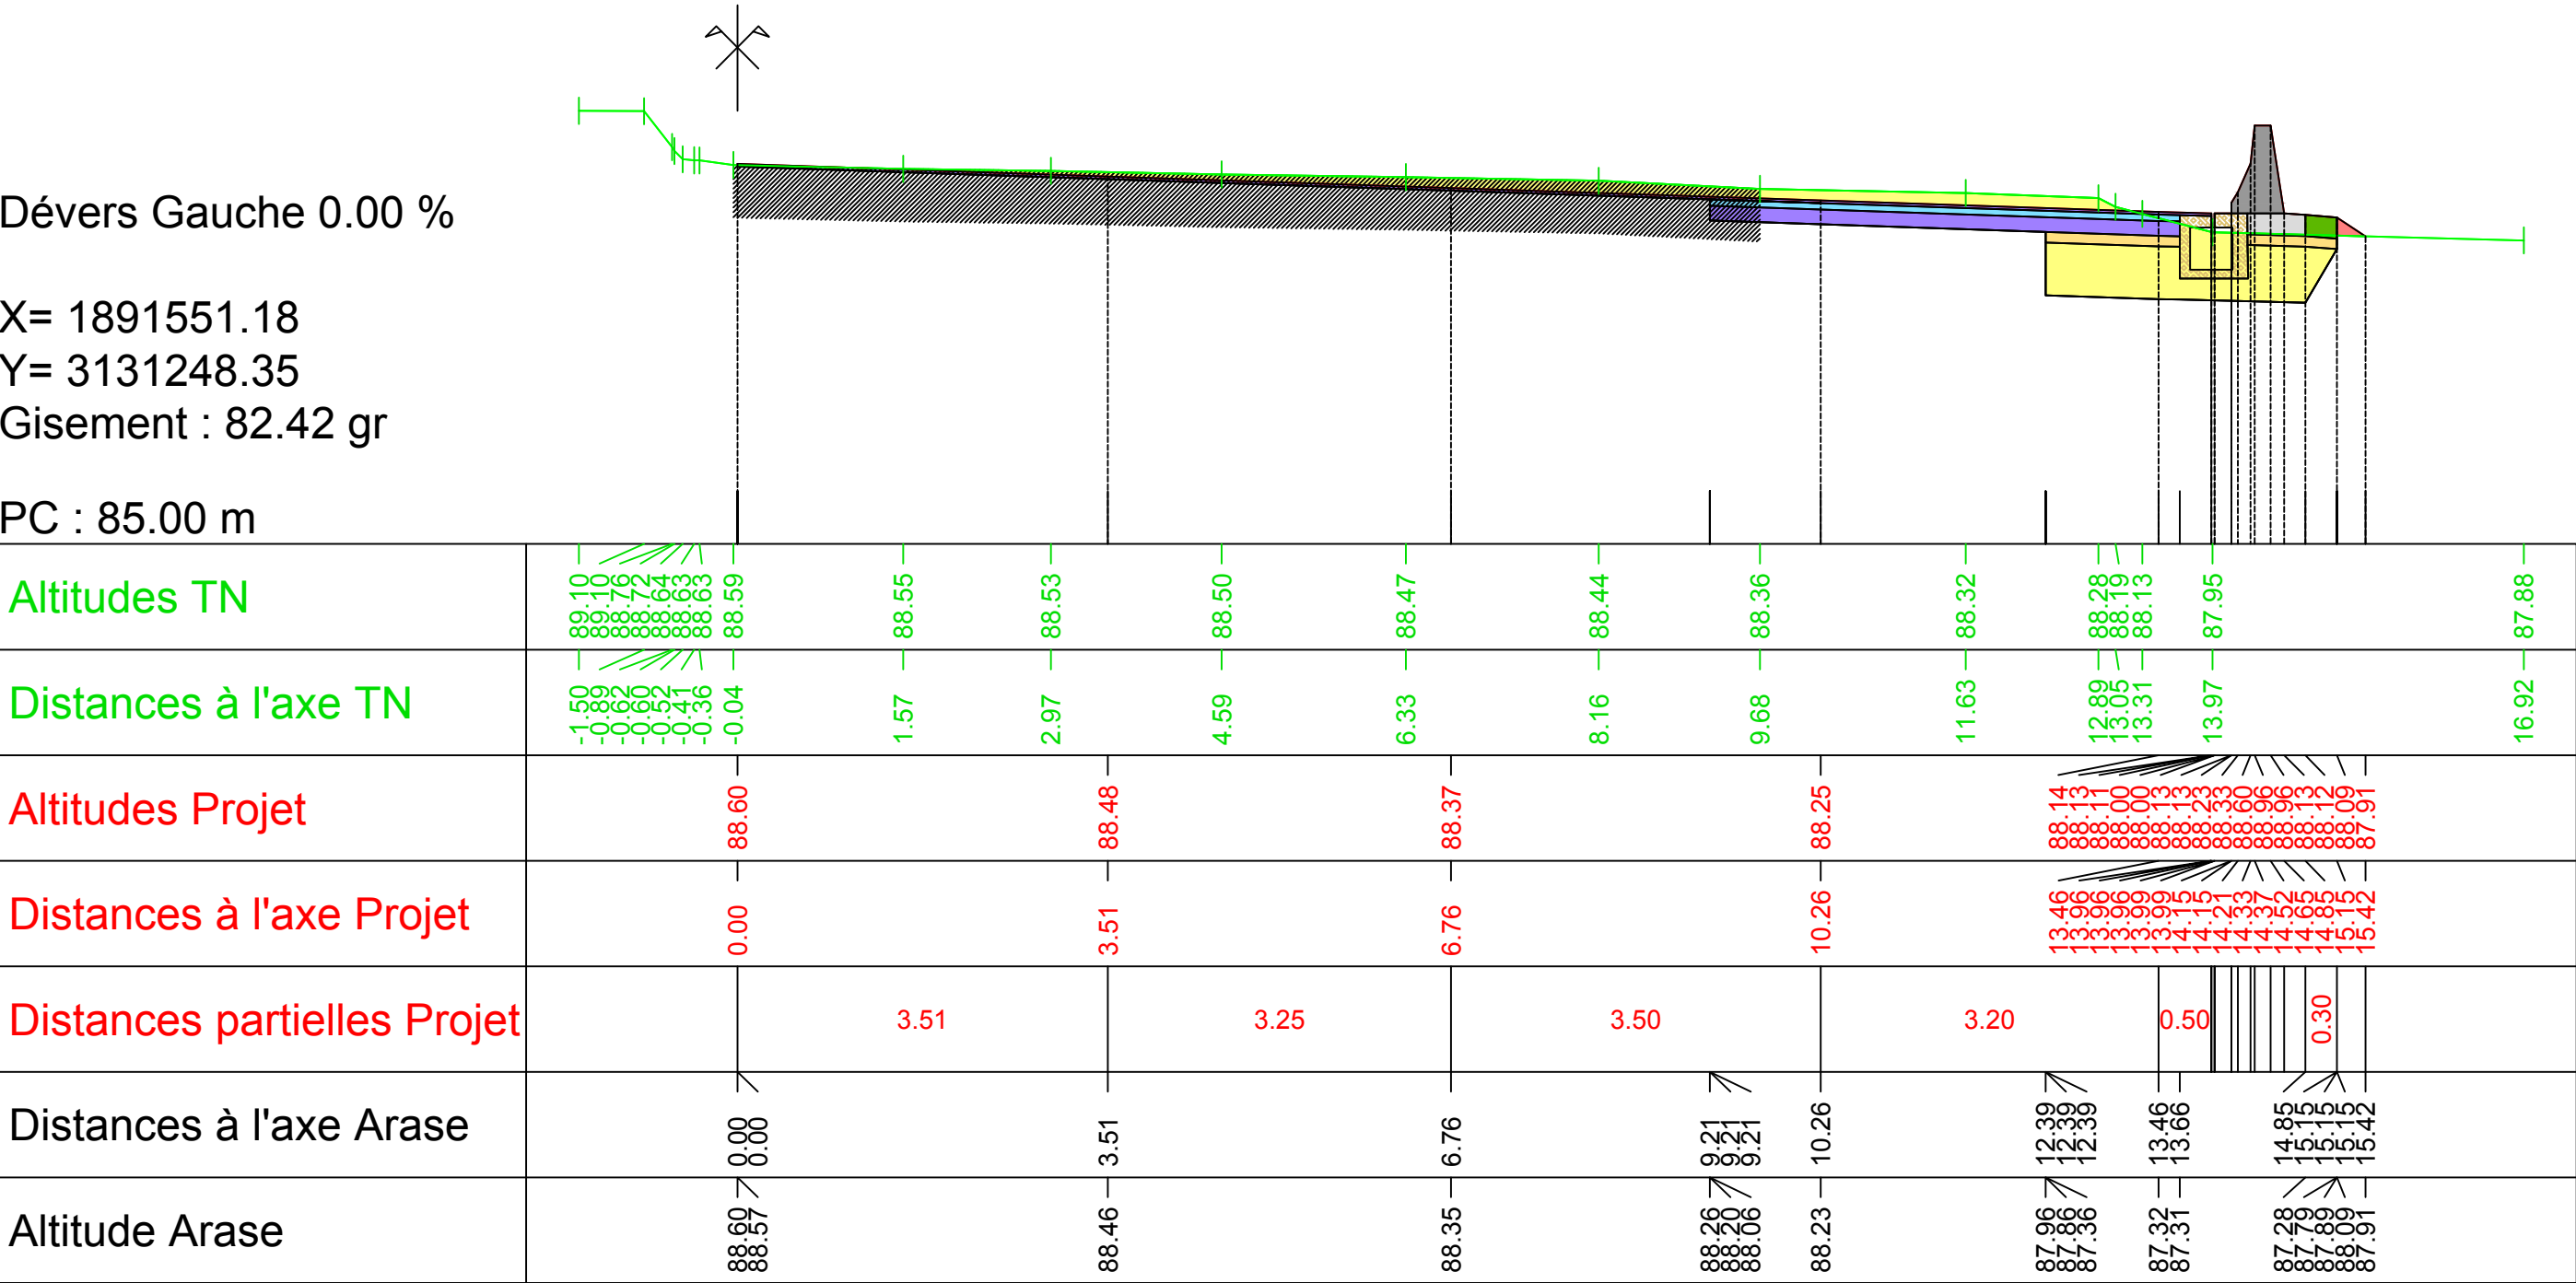 Dévers Gauche 0.00 %
X= 1891551.18
Y= 3131248.35
Gisement : 82.42 gr
PC : 85.00 m
Altitudes TN 89.10 89.10 88.76 88.72 88.64 88.63 88.63 88.59 88.55 88.53 88.50 88.47 88.44 88.36 88.32 88.28 88.19 88.13 87.95 87.88
Distances à l'axe TN -1.50 -0.89 -0.62 -0.60 -0.52 -0.41 -0.36 -0.04 1.57 2.97 4.59 6.33 8.16 9.68 11.63 12.89 13.05 13.31 13.97 16.92
Altitudes Projet 88.60 88.48 88.37 88.25 88.14 88.13 88.11 88.00 88.00 88.13 88.13 88.23 88.33 88.60 88.96 88.96 88.13 88.12 88.09 87.91
Distances à l'axe Projet 0.00 3.51 6.76 10.26 13.46 13.96 13.96 13.96 13.99 13.99 14.15 14.15 14.21 14.33 14.37 14.52 14.65 14.85 15.15 15.42
Distances partielles Projet 3.51 3.25 3.50 3.20 0.50 0.30
Distances à l'axe Arase 0.00 0.00 3.51 6.76 9.21 9.21 9.21 10.26 12.39 12.39 12.39 13.46 13.66 14.85 15.15 15.15 15.15 15.42
Altitude Arase 88.60 88.57 88.46 88.35 88.26 88.20 88.06 88.23 87.96 87.86 87.36 87.32 87.31 87.28 87.79 87.89 88.09 87.91